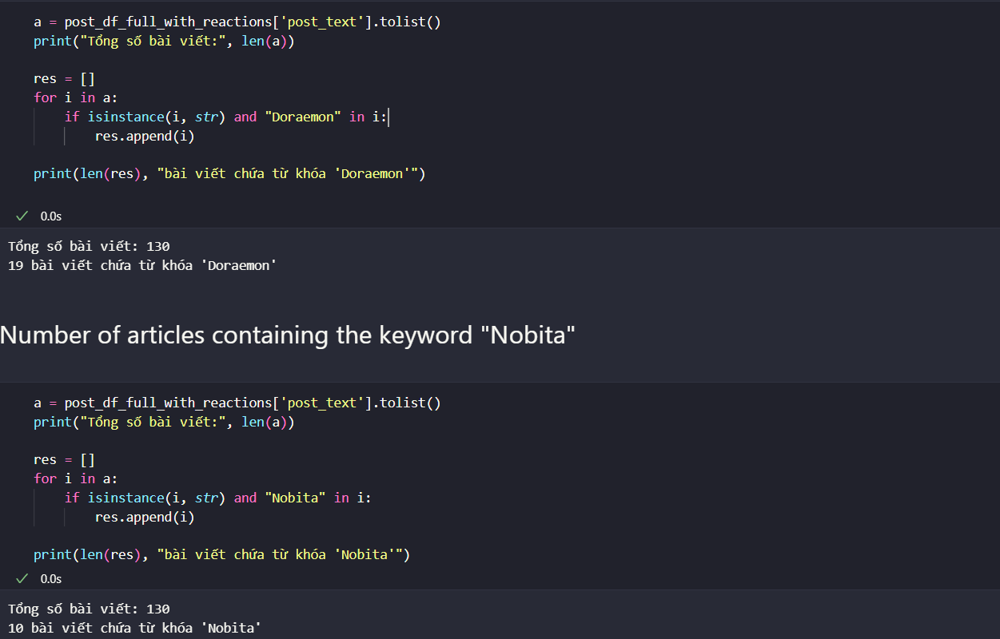 a = post_df_full_with_reactions['post_text'].tolist()
print("Tổng số bài viết:", len(a))
res = []
for i in a:
if isinstance(i, str) and "Doraemon" in i:
res.append(i)
print(len(res), "bài viết chứa từ khóa 'Doraemon'")
0.0s
Tổng số bài viết: 130
19 bài viết chứa từ khóa 'Doraemon'
Number of articles containing the keyword "Nobita"
a = post_df_full_with_reactions['post_text'].tolist()
print("Tổng số bài viết:", len(a))
res = []
for i in a:
if isinstance(i, str) and "Nobita" in i:
res.append(i)
print(len(res), "bài viết chứa từ khóa 'Nobita'")
0.0s
Tổng số bài viết: 130
10 bài viết chứa từ khóa 'Nobita'